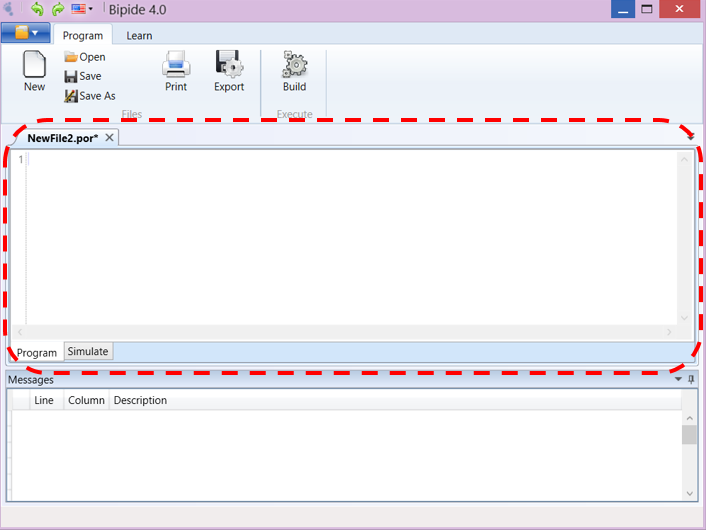 Bipide 4.0
Program Learn
New Open Save Save As Print Export Build
Files Execute
NewFile2.por*
1
Program Simulate
Messages
Line Column Description